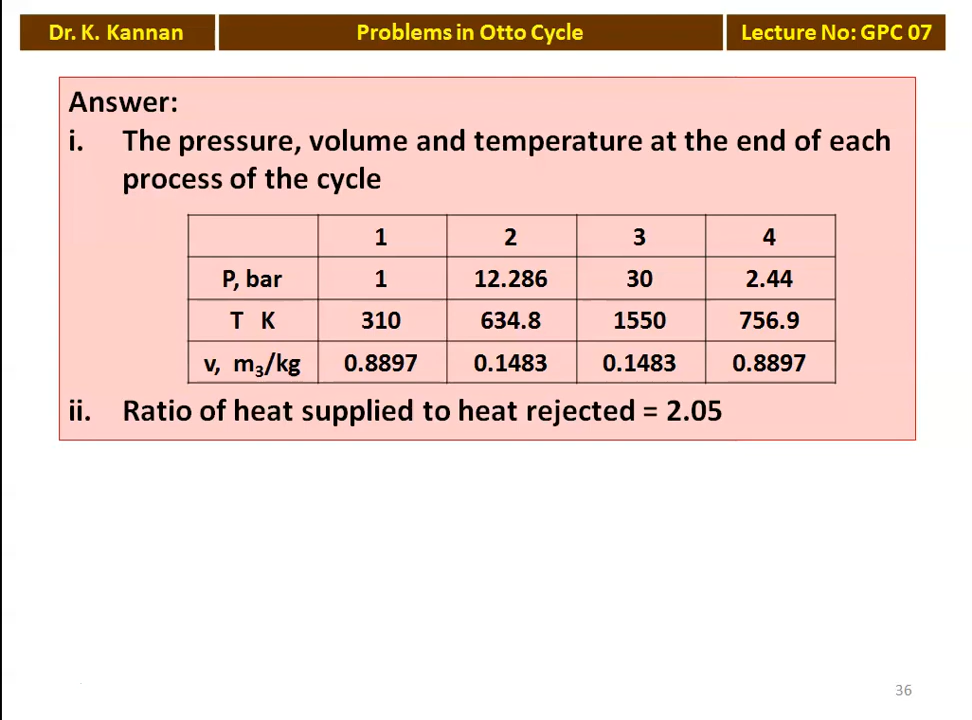 Dr. K. Kannan Problems in Otto Cycle Lecture No: GPC 07
Answer:
i. The pressure, volume and temperature at the end of each
process of the cycle
1 2 3 4
P, bar 1 12.286 30 2.44
T K 310 634.8 1550 756.9
v, m₃/kg 0.8897 0.1483 0.1483 0.8897
ii. Ratio of heat supplied to heat rejected = 2.05
36